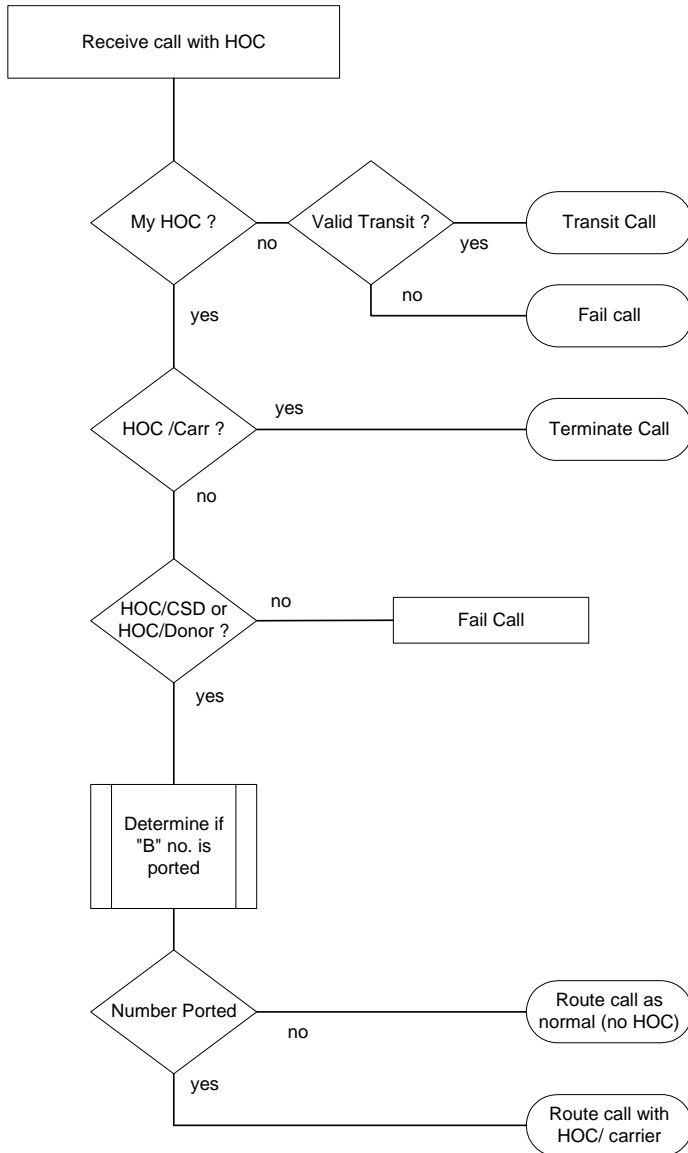 Receive call with HOC
My HOC ?
no
Valid Transit ?
yes
Transit Call
no
Fail call
yes
HOC /Carr ?
yes
Terminate Call
no
HOC/CSD or
HOC/Donor ?
no
Fail Call
yes
Determine if
"B" no. is
ported
Number Ported
no
Route call as
normal (no HOC)
yes
Route call with
HOC/ carrier